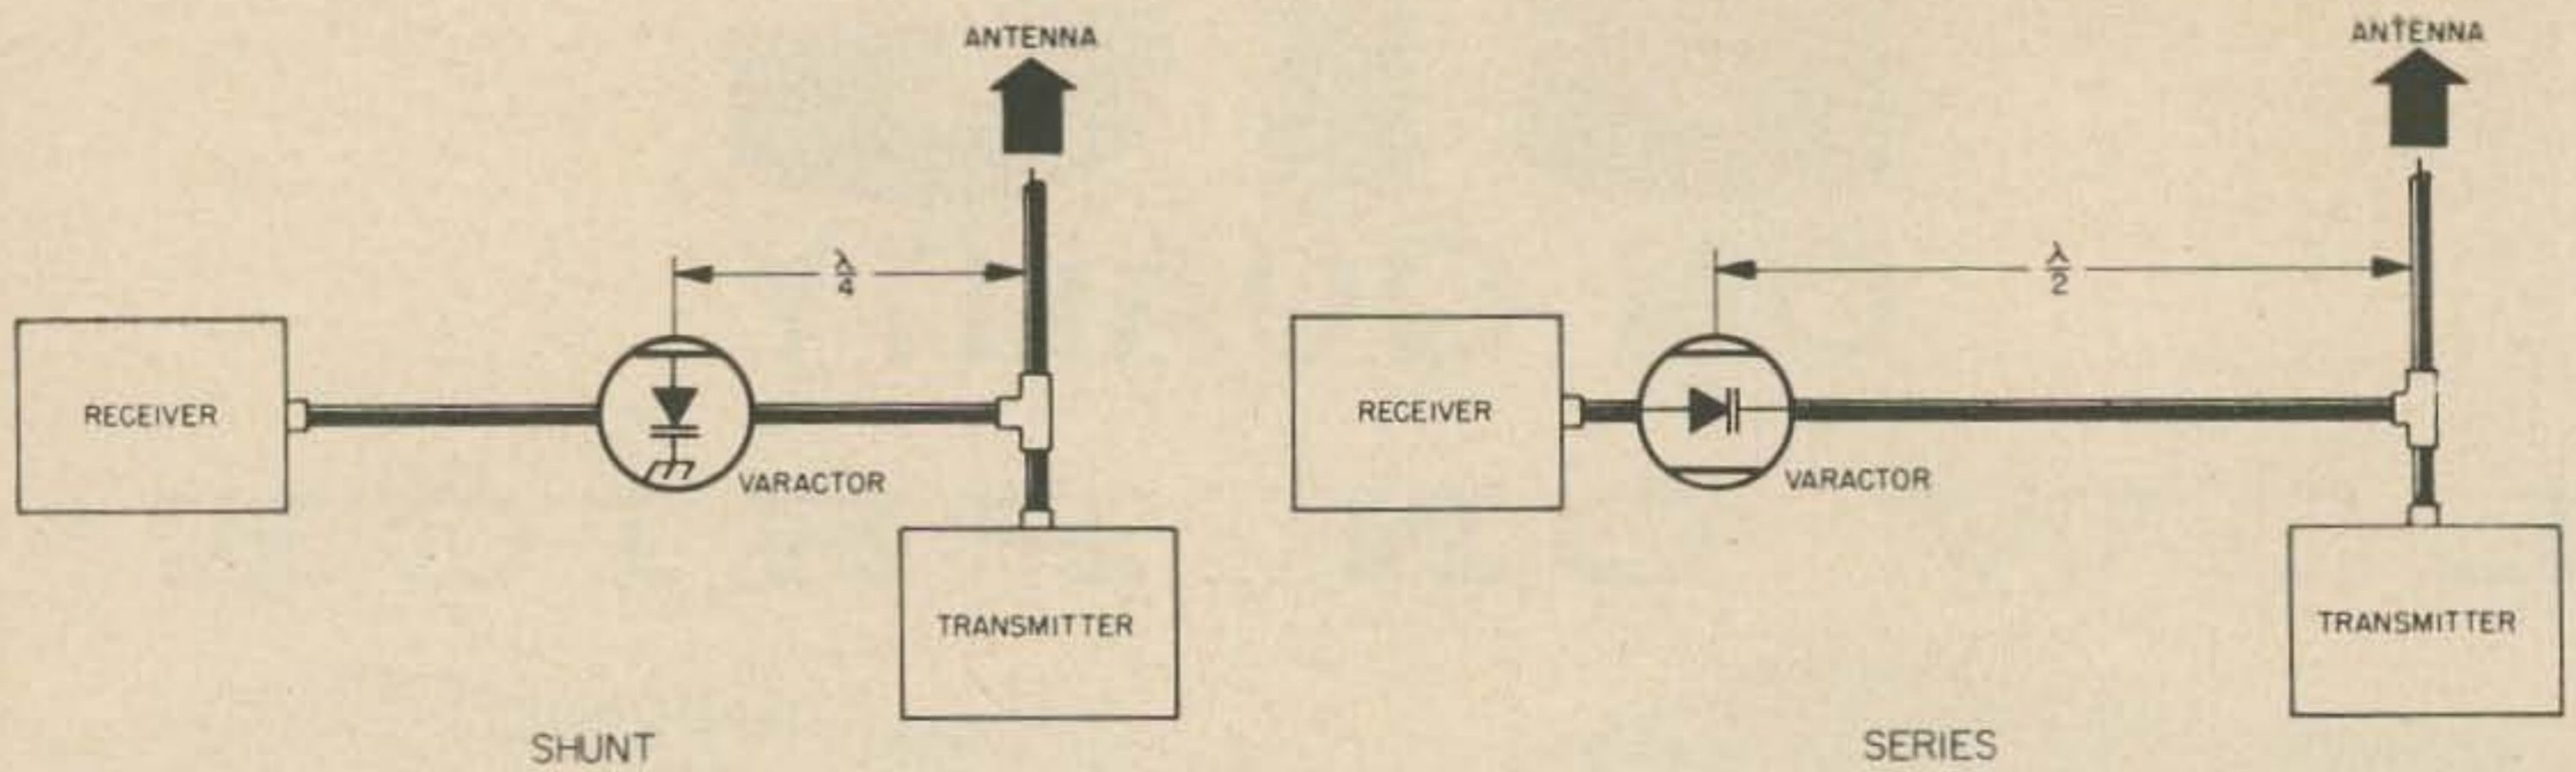 ANTENNA
λ/4
RECEIVER
VARACTOR
TRANSMITTER
SHUNT
ANTENNA
λ/2
RECEIVER
VARACTOR
TRANSMITTER
SERIES